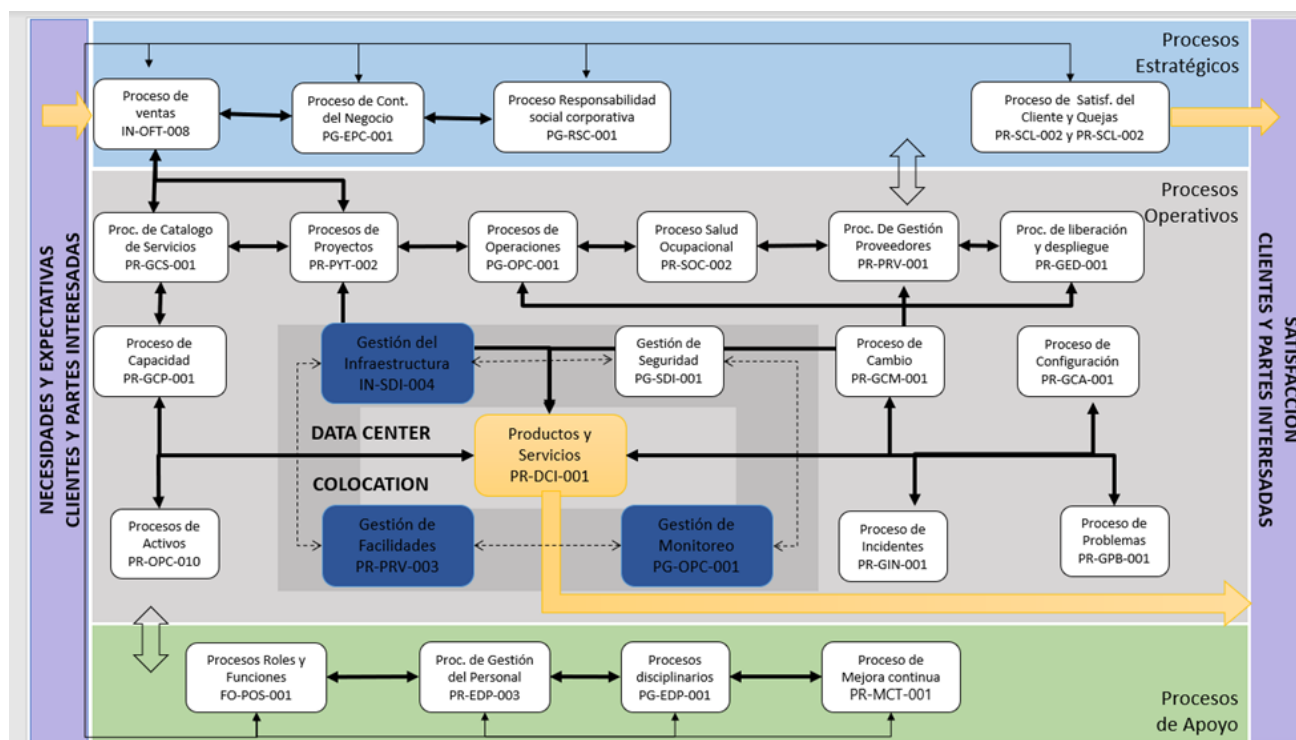 NECESIDADES Y EXPECTATIVAS
CLIENTES Y PARTES INTERESADAS
Procesos
Estratégicos
Proceso de
ventas
IN-OFT-008
Proceso de Cont.
del Negocio
PG-EPC-001
Proceso Responsabilidad
social corporativa
PG-RSC-001
Proceso de Satisf. del
Cliente y Quejas
PR-SCL-002 y PR-SCL-002
Procesos
Operativos
Proc. de Catalogo
de Servicios
PR-GCS-001
Procesos de
Proyectos
PR-PYT-002
Procesos de
Operaciones
PG-OPC-001
Proceso Salud
Ocupacional
PR-SOC-002
Proc. De Gestión
Proveedores
PR-PRV-001
Proc. de liberación
y despliegue
PR-GED-001
Proceso de
Capacidad
PR-GCP-001
Gestión del
Infraestructura
IN-SDI-004
Gestión de
Seguridad
PG-SDI-001
Proceso de
Cambio
PR-GCM-001
Proceso de
Configuración
PR-GCA-001
DATA CENTER
COLOCATION
Productos y
Servicios
PR-DCI-001
Procesos de
Activos
PR-OPC-010
Gestión de
Facilidades
PR-PRV-003
Gestión de
Monitoreo
PG-OPC-001
Proceso de
Incidentes
PR-GIN-001
Proceso de
Problemas
PR-GPB-001
Procesos Roles y
Funciones
FO-POS-001
Proc. de Gestión
del Personal
PR-EDP-003
Procesos
disciplinarios
PG-EDP-001
Proceso de
Mejora continua
PR-MCT-001
Procesos
de Apoyo
SATISFACCIÓN
CLIENTES Y PARTES INTERESADAS